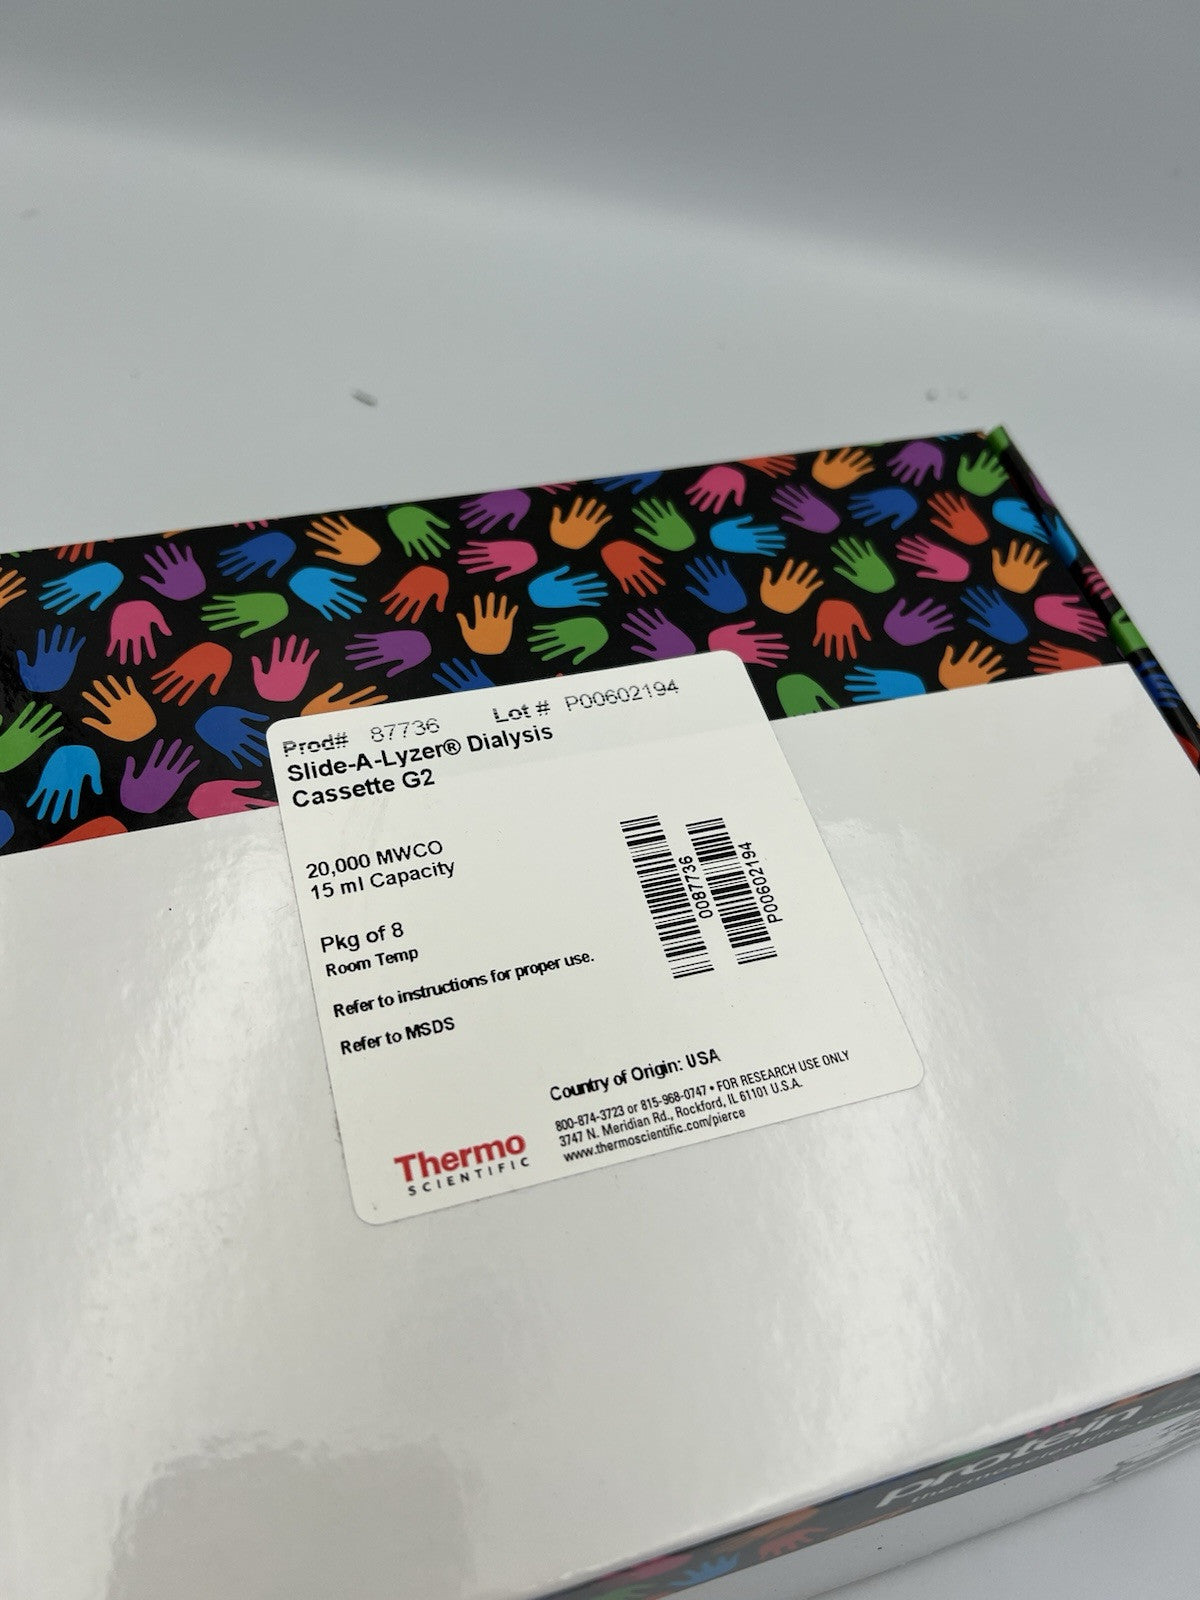 Prod# 87736 Lot # P00602194
Slide-A-Lyzer® Dialysis
Cassette G2
20,000 MWCO
15 ml Capacity
Pkg of 8
Room Temp
Refer to instructions for proper use.
Refer to MSDS
0087736
P00602194
Country of Origin: USA
800-874-3723 or 815-968-0747 • FOR RESEARCH USE ONLY
3747 N. Meridian Rd., Rockford, IL 61101 U.S.A.
www.thermoscientific.com/pierce
Thermo
SCIENTIFIC
protein